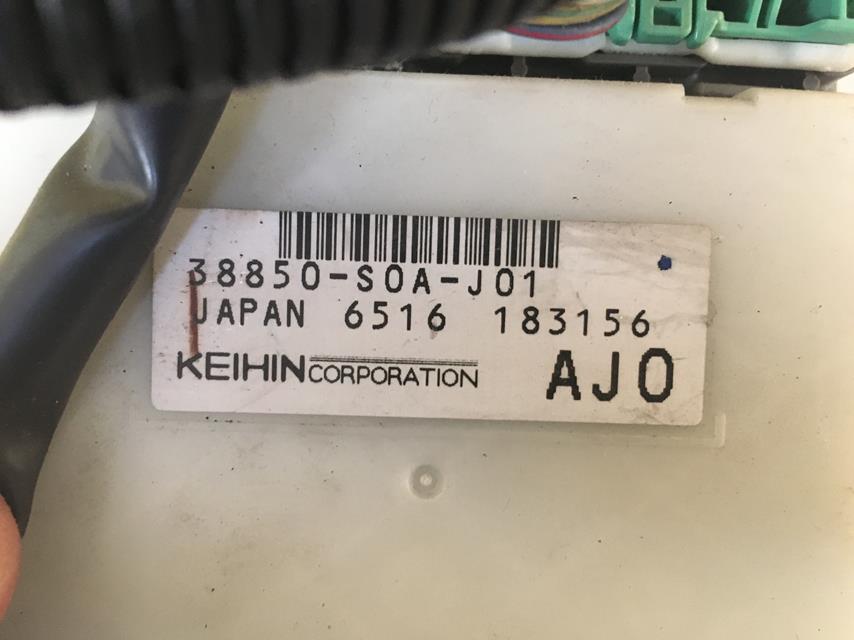 38850-S0A-J01
JAPAN 6516 183156
KEIHIN CORPORATION AJ0